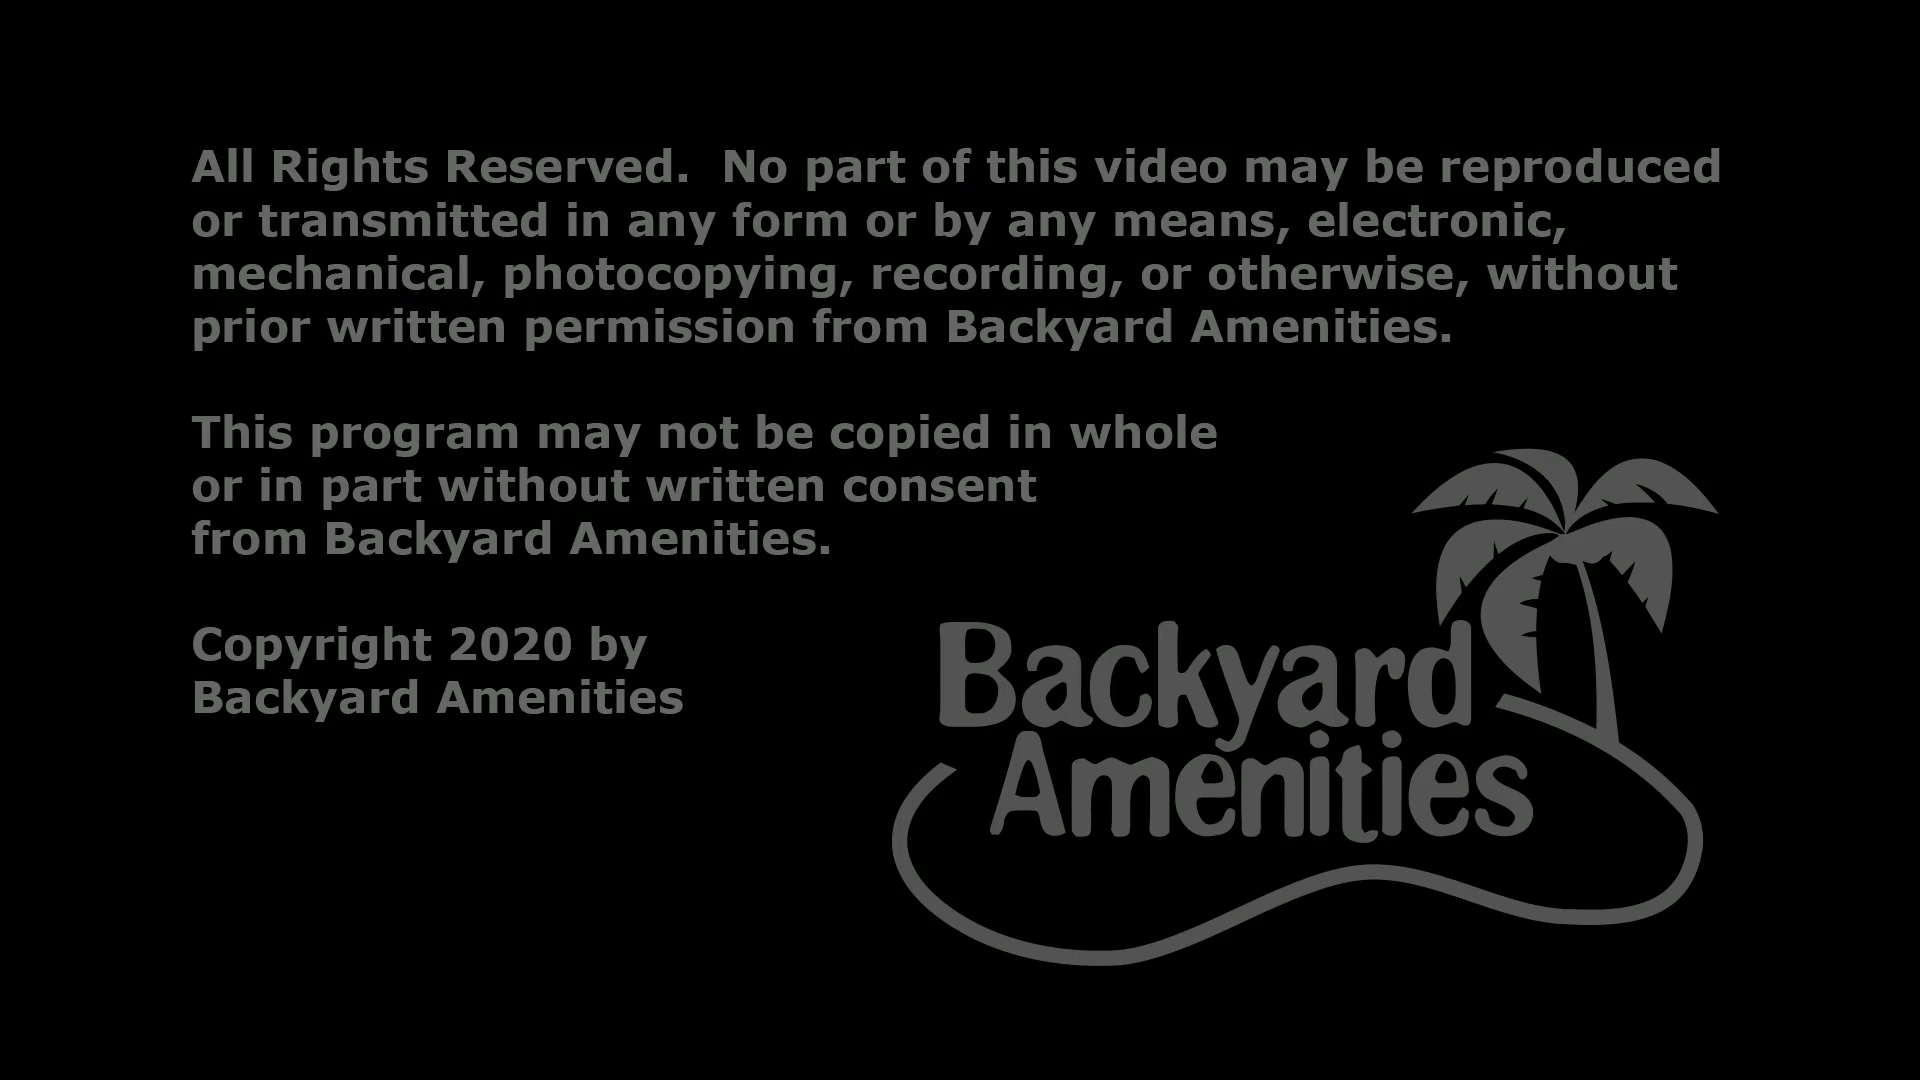 All Rights Reserved.  No part of this video may be reproduced
or transmitted in any form or by any means, electronic,
mechanical, photocopying, recording, or otherwise, without
prior written permission from Backyard Amenities.
This program may not be copied in whole
or in part without written consent
from Backyard Amenities.
Copyright 2020 by
Backyard Amenities
Backyard
Amenities